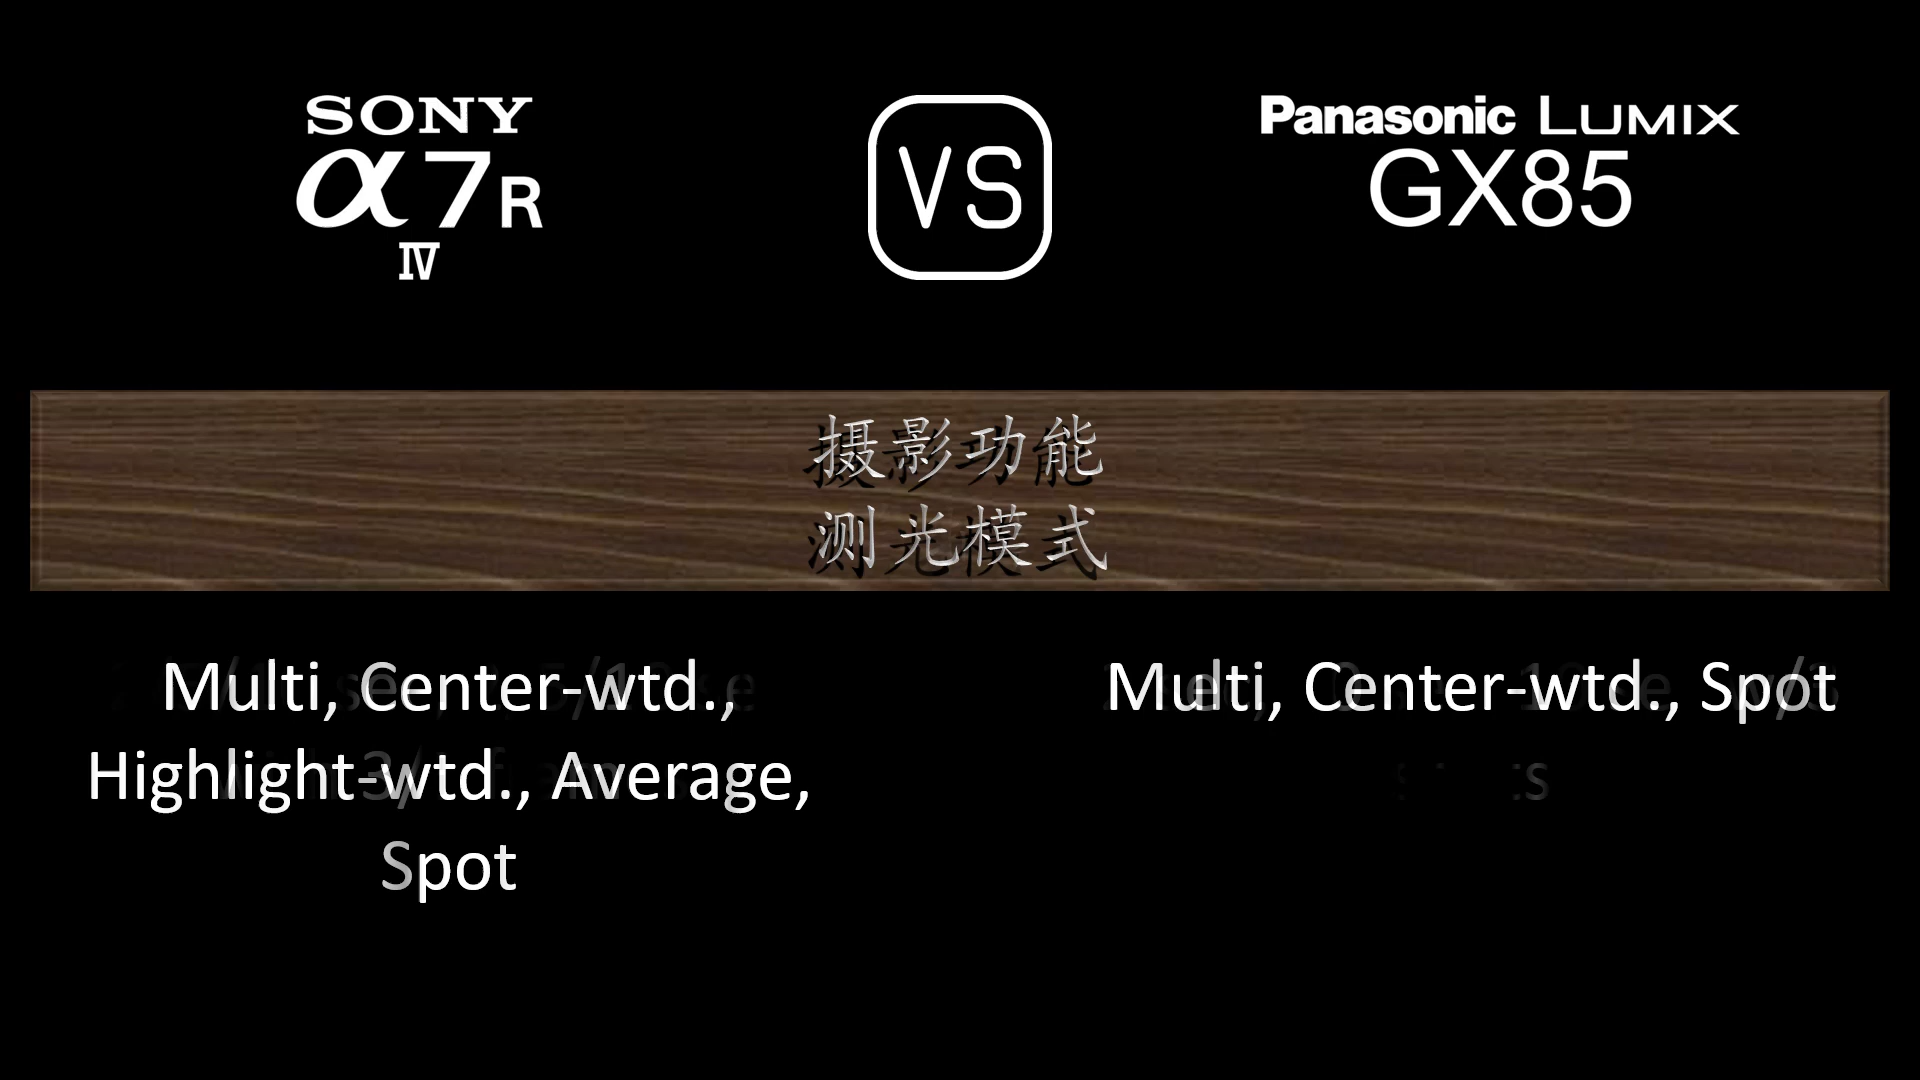 SONY
α7R
IV
VS
Panasonic LUMIX
GX85
摄影功能
测光模式
Multi, Center-wtd.,
Highlight-wtd., Average,
Spot
Multi, Center-wtd., Spot